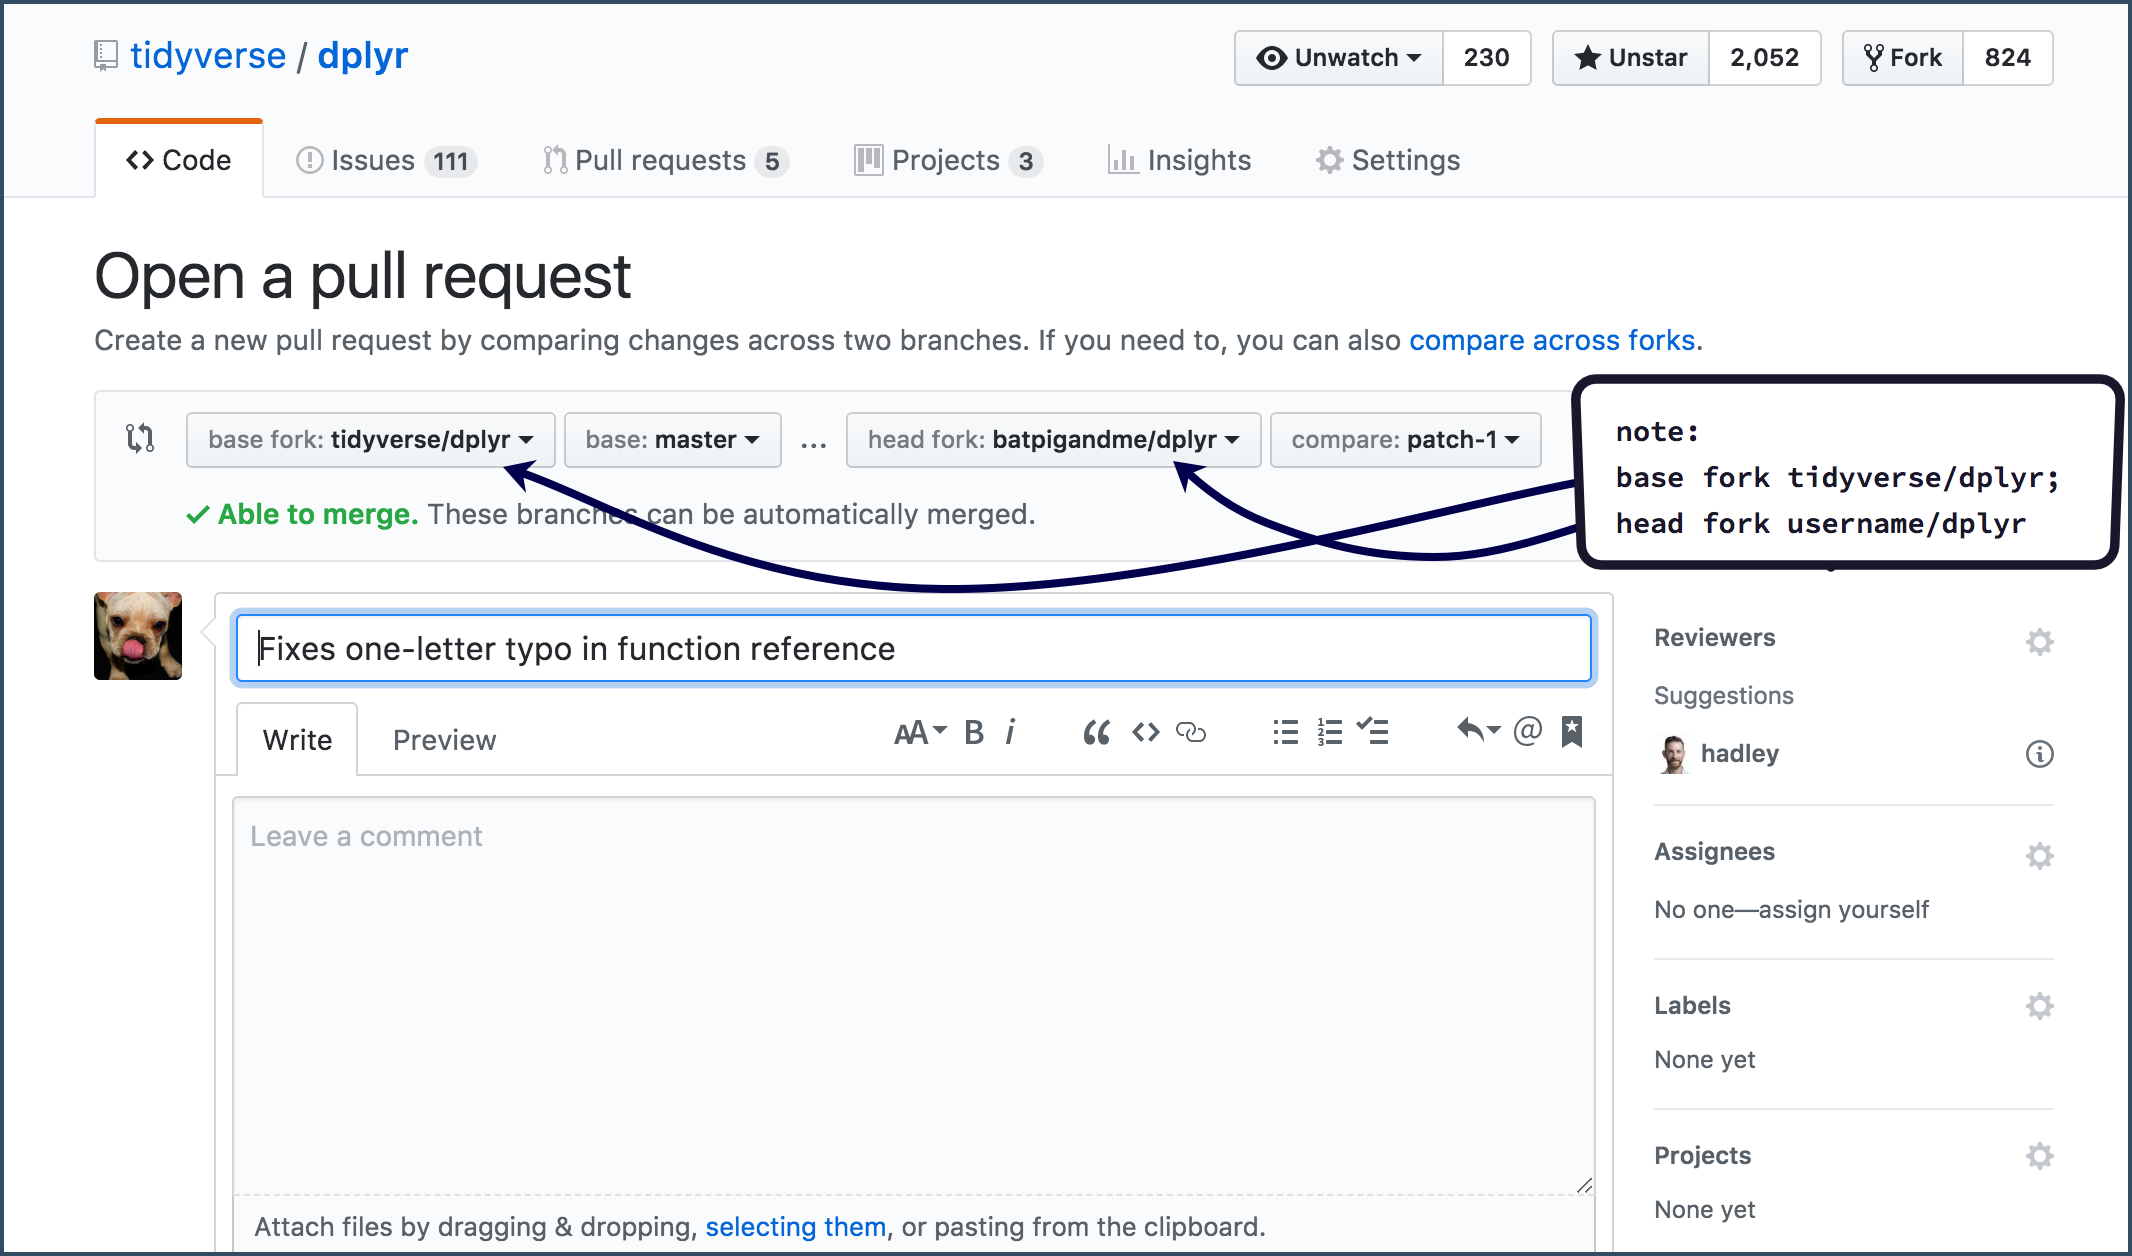 tidyverse / dplyr
Unwatch 230 Unstar 2,052 Fork 824
Code Issues 111 Pull requests 5 Projects 3 Insights Settings
Open a pull request
Create a new pull request by comparing changes across two branches. If you need to, you can also compare across forks.
base fork: tidyverse/dplyr base: master ... head fork: batpigandme/dplyr compare: patch-1
Able to merge. These branches can be automatically merged.
note:
base fork tidyverse/dplyr;
head fork username/dplyr
Fixes one-letter typo in function reference
Write Preview
Leave a comment
Attach files by dragging & dropping, selecting them, or pasting from the clipboard.
Reviewers
Suggestions
hadley
Assignees
No one—assign yourself
Labels
None yet
Projects
None yet